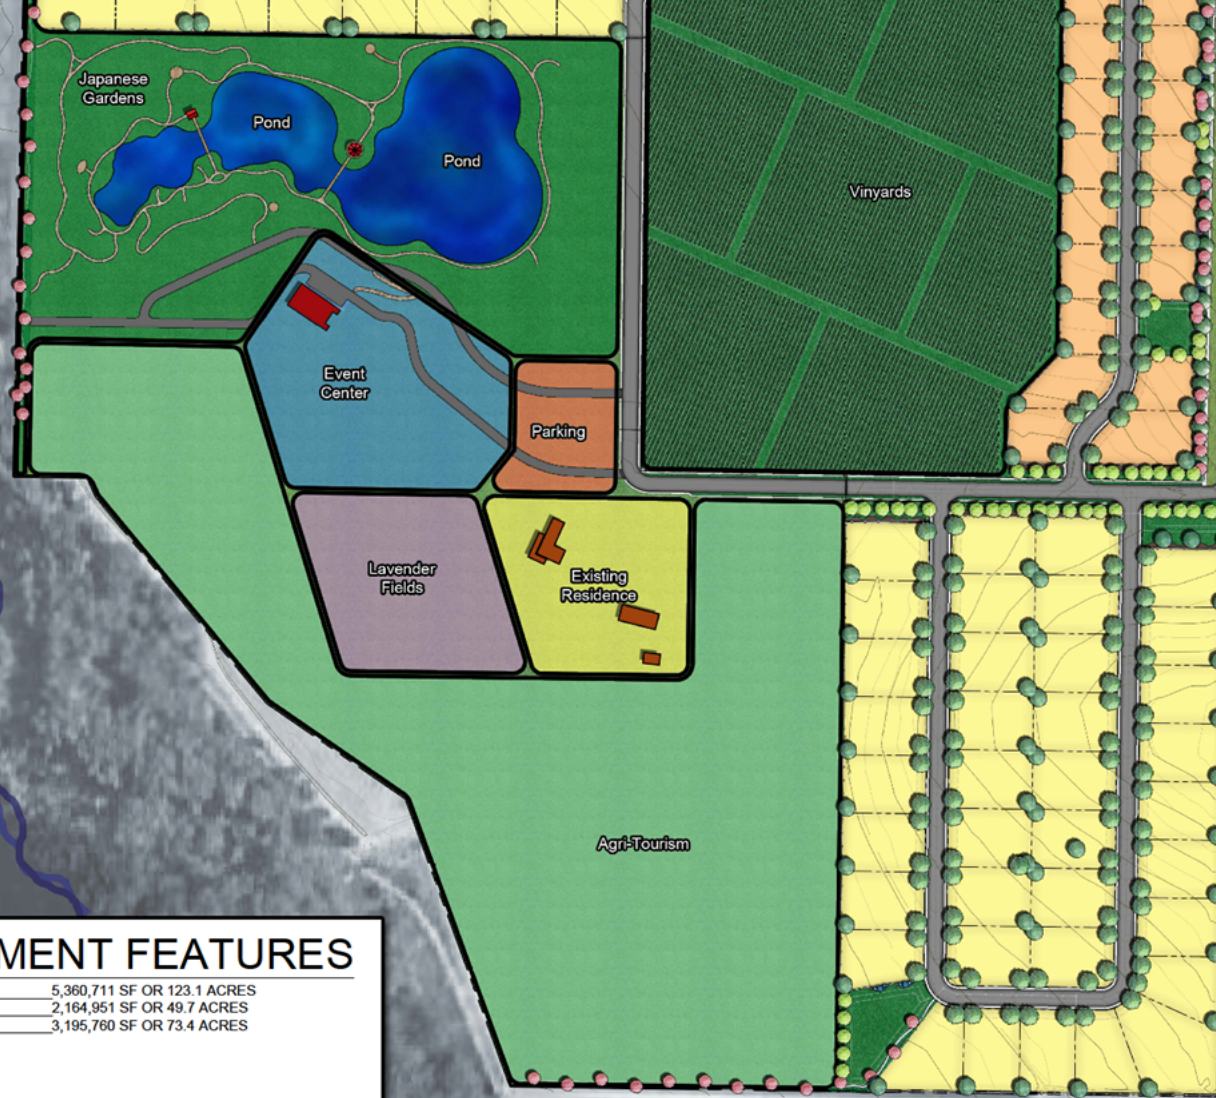 Japanese
Gardens
Pond
Pond
Vinyards
Event
Center
Parking
Lavender
Fields
Existing
Residence
Agri-Tourism
MENT FEATURES
5,360,711 SF OR 123.1 ACRES
2,164,951 SF OR 49.7 ACRES
3,195,760 SF OR 73.4 ACRES